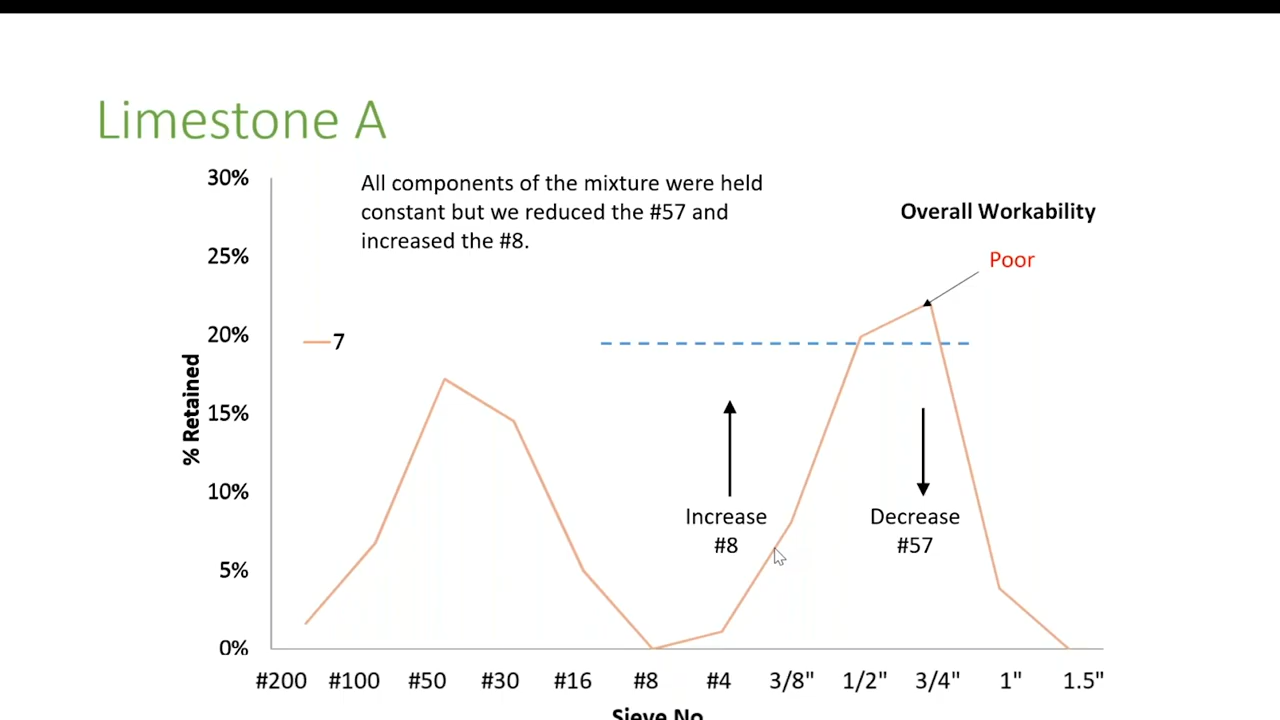 Limestone A
30%
25%
20%
15%
10%
5%
0%
% Retained
All components of the mixture were held
constant but we reduced the #57 and
increased the #8.
Overall Workability
Poor
7
Increase
#8
Decrease
#57
#200 #100 #50 #30 #16 #8 #4 3/8" 1/2" 3/4" 1" 1.5"
Sieve No